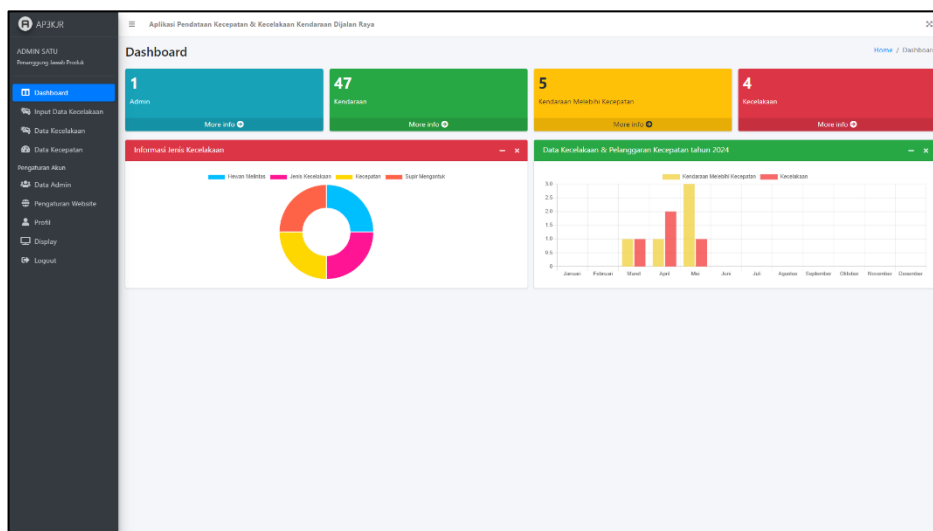 AP3KJR
Aplikasi Pendataan Kecepatan & Kecelakaan Kendaraan Dijalan Raya
ADMIN SATU
Penanggung Jawab Produk
Dashboard
Input Data Kecelakaan
Data Kecelakaan
Data Kecepatan
Pengaturan Akun
Data Admin
Pengaturan Website
Profil
Display
Logout
Dashboard
Home / Dashboard
1
Admin
More info
47
Kendaraan
More info
5
Kendaraan Melebihi Kecepatan
More info
4
Kecelakaan
More info
Informasi Jenis Kecelakaan
Hewan Melintas Jenis Kecelakaan Kecepatan Supir Mengantuk
Data Kecelakaan & Pelanggaran Kecepatan tahun 2024
Kendaraan Melebihi Kecepatan Kecelakaan
3.0
2.5
2.0
1.5
1.0
0.5
0
Januari Februari Maret April Mei Juni Juli Agustus September Oktober November Desember